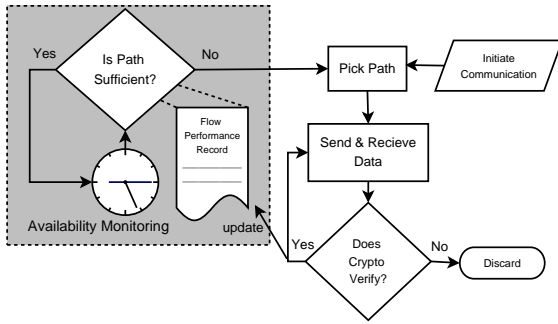 Yes
Is Path
Sufficient?
No
Pick Path
Initiate
Communication
Flow
Performance
Record
Send & Recieve
Data
Availability Monitoring
update
Yes
Does
Crypto
Verify?
No
Discard